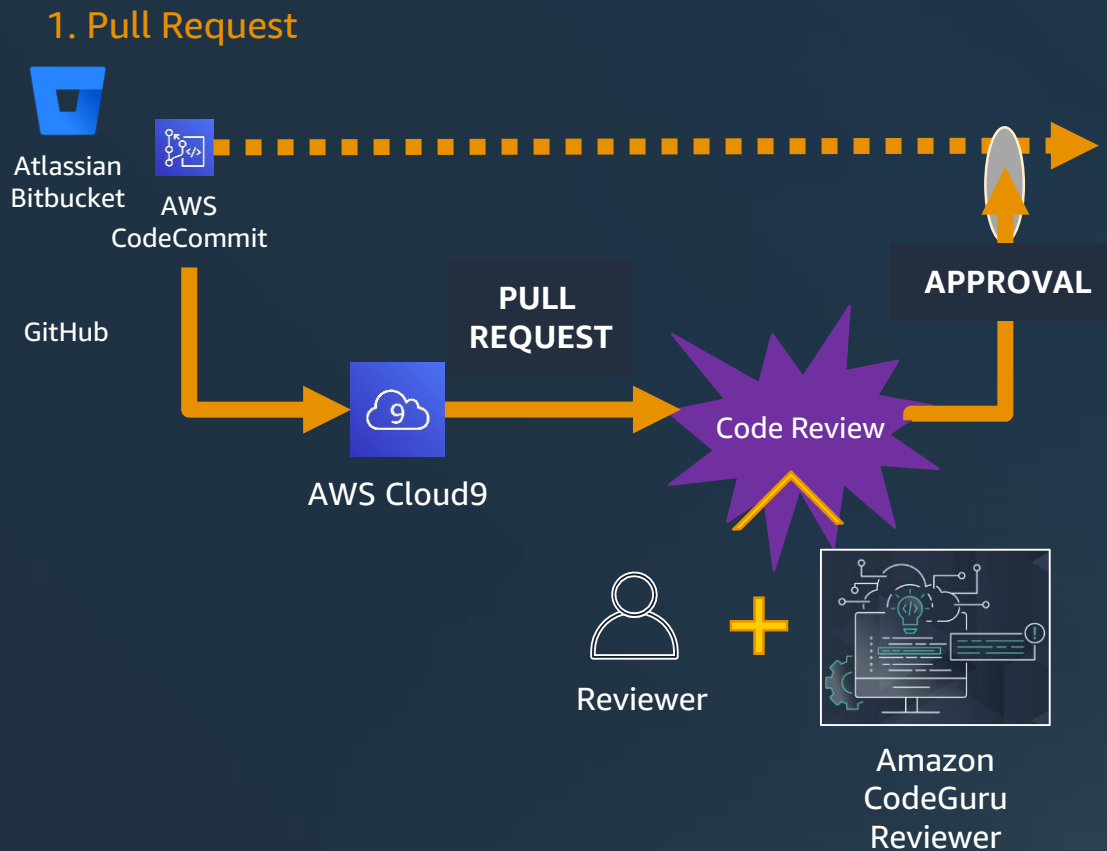 1. Pull Request
Atlassian
Bitbucket
AWS
CodeCommit
GitHub
PULL
REQUEST
APPROVAL
Code Review
9
AWS Cloud9
Reviewer
Amazon
CodeGuru
Reviewer